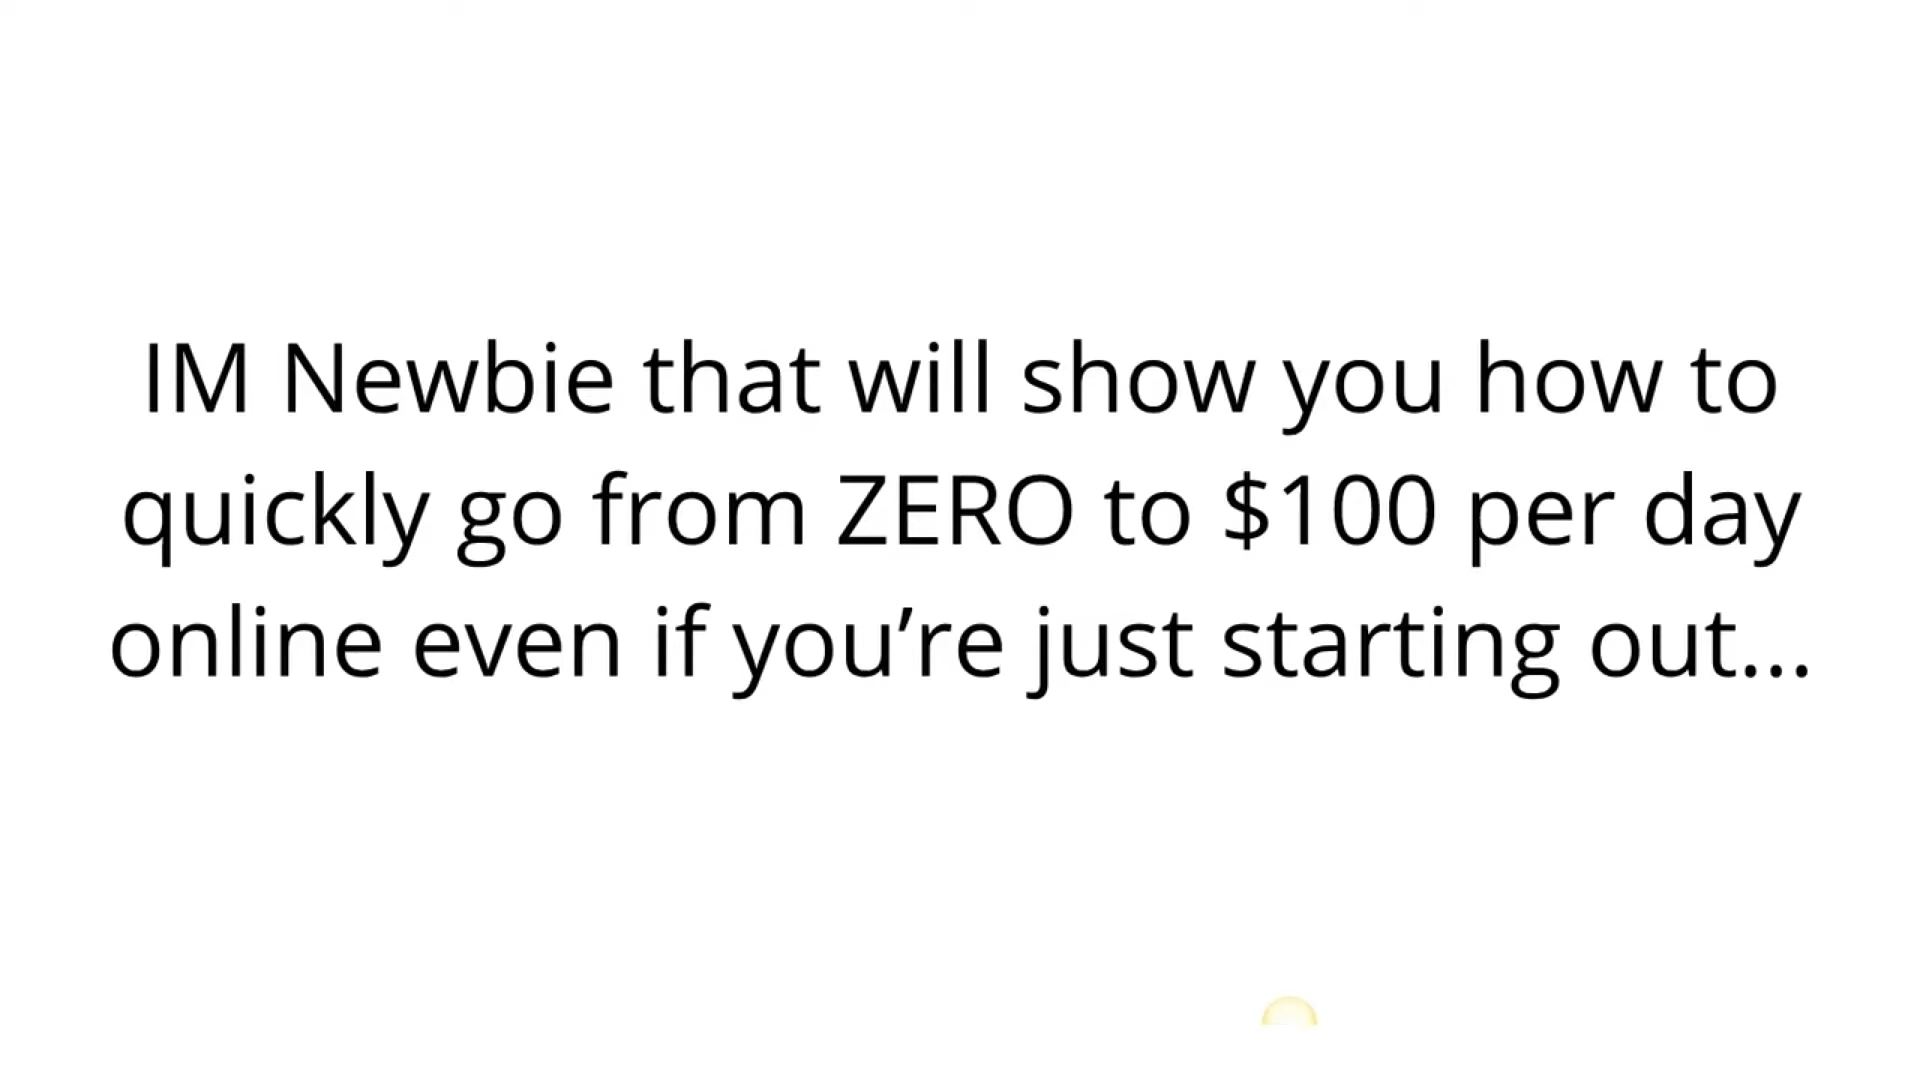 IM Newbie that will show you how to
quickly go from ZERO to $100 per day
online even if you’re just starting out...